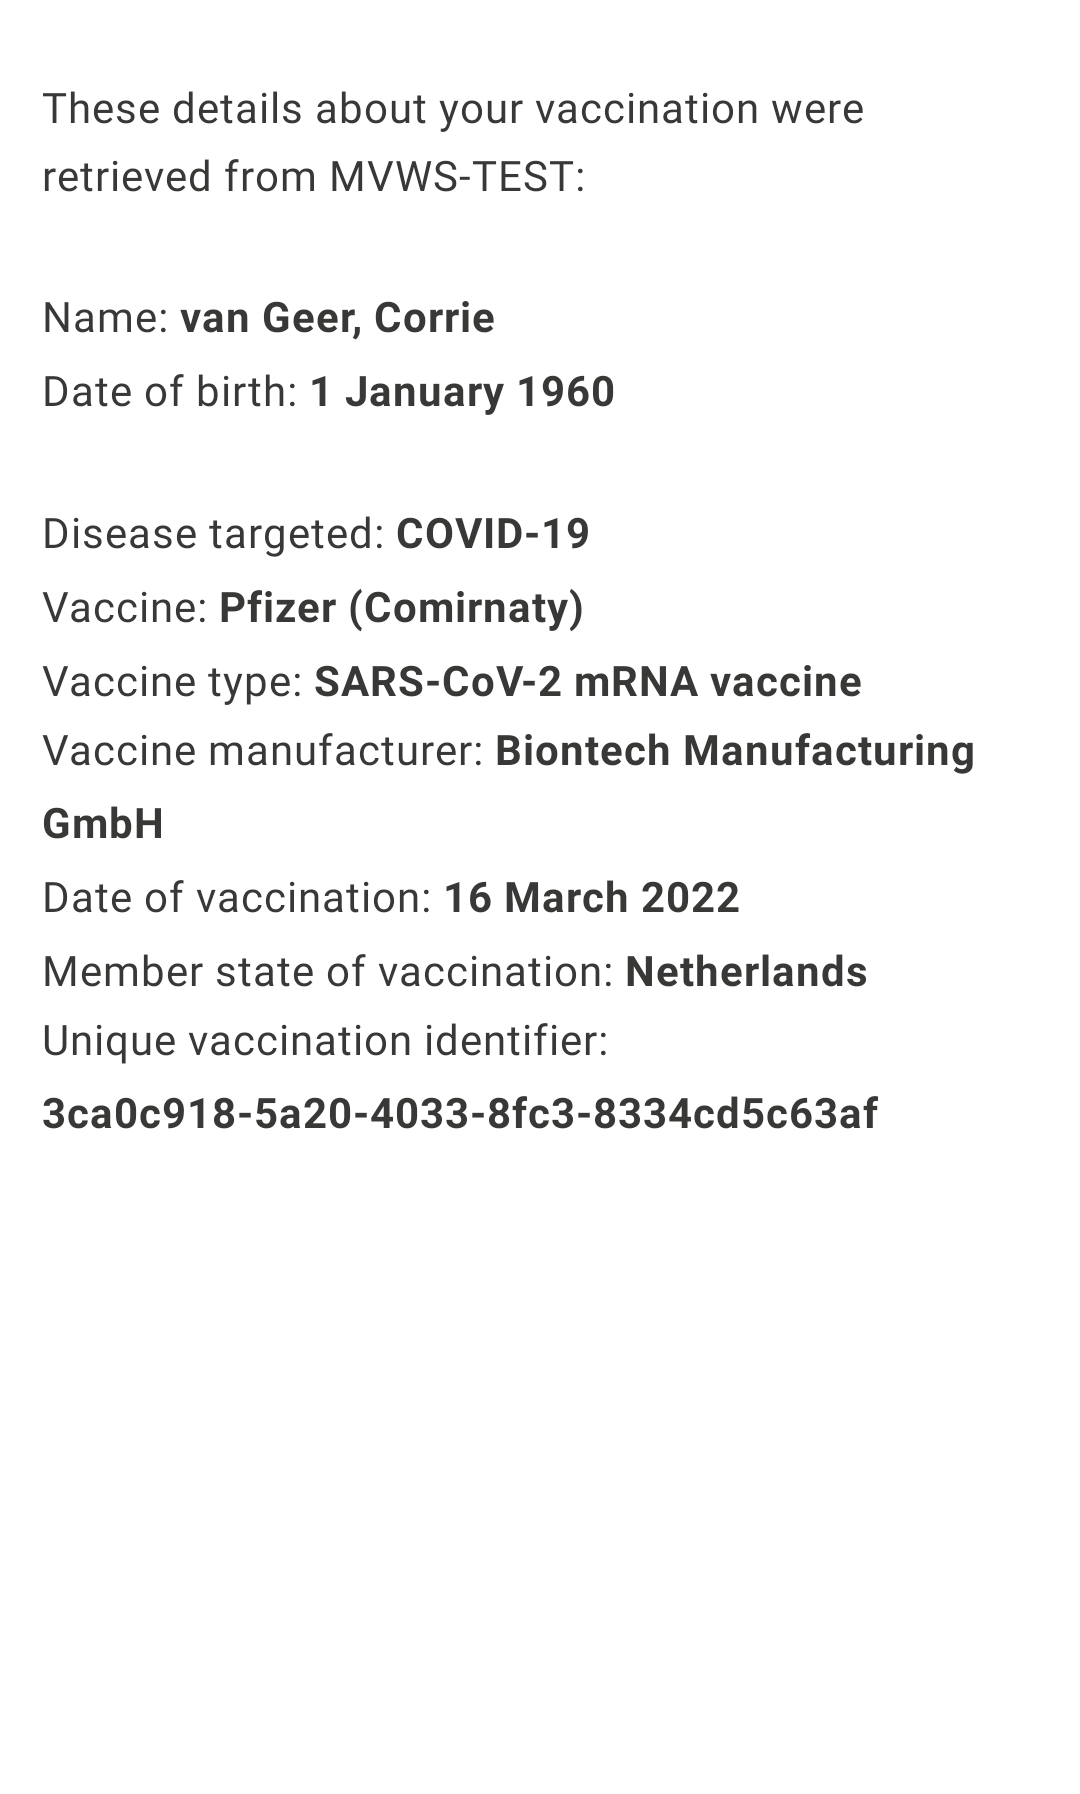 These details about your vaccination were
retrieved from MVWS-TEST:
Name: van Geer, Corrie
Date of birth: 1 January 1960
Disease targeted: COVID-19
Vaccine: Pfizer (Comirnaty)
Vaccine type: SARS-CoV-2 mRNA vaccine
Vaccine manufacturer: Biontech Manufacturing
GmbH
Date of vaccination: 16 March 2022
Member state of vaccination: Netherlands
Unique vaccination identifier:
3ca0c918-5a20-4033-8fc3-8334cd5c63af